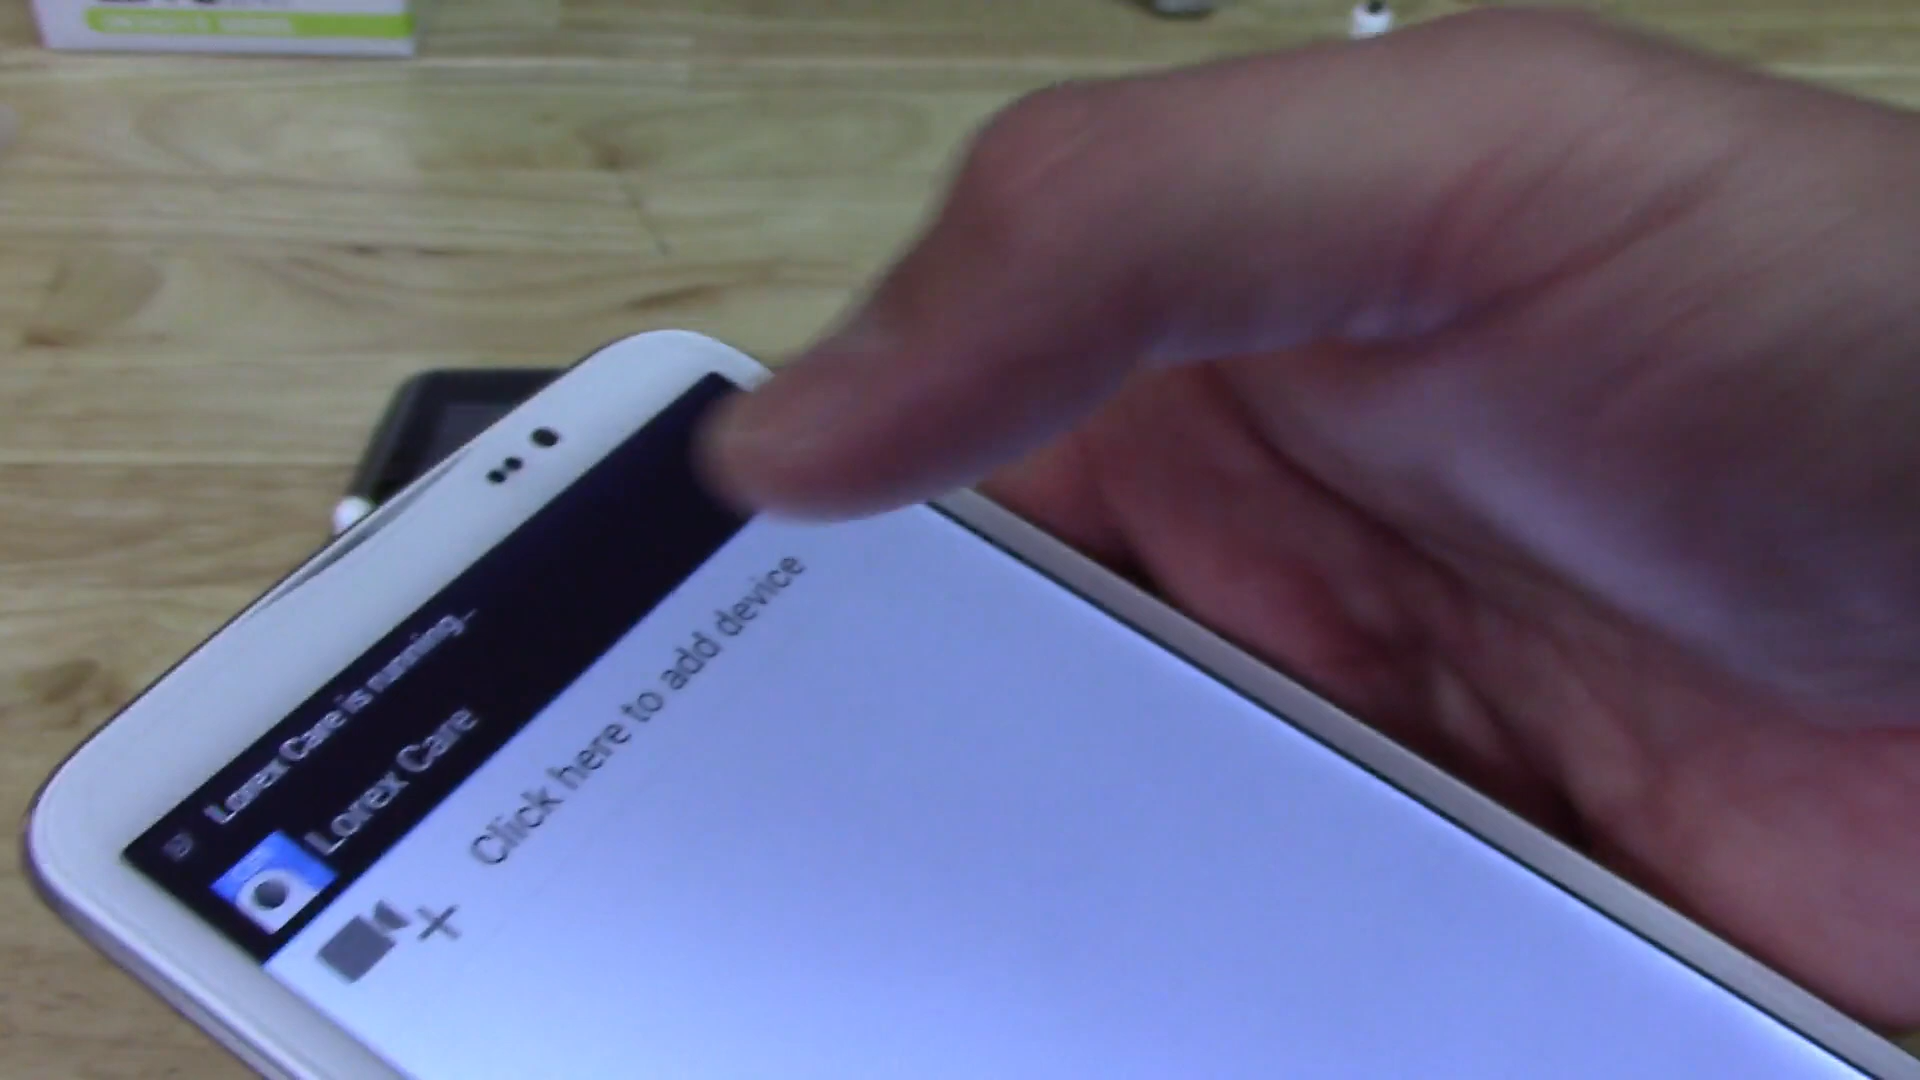 Lorex Care is running...
Lorex Care
Click here to add device